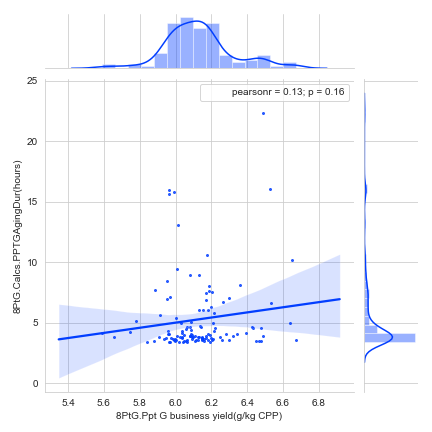 pearsonr = 0.13; p = 0.16
25
20
15
10
5
0
8PtG.Calca.PPTGAgingDur(hours)
5.4 5.6 5.8 6.0 6.2 6.4 6.6 6.8
8PtG.Ppt G business yield(g/kg CPP)